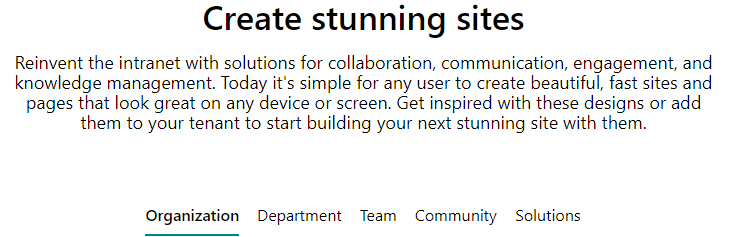 Create stunning sites
Reinvent the intranet with solutions for collaboration, communication, engagement, and
knowledge management. Today it's simple for any user to create beautiful, fast sites and
pages that look great on any device or screen. Get inspired with these designs or add
them to your tenant to start building your next stunning site with them.
Organization Department Team Community Solutions